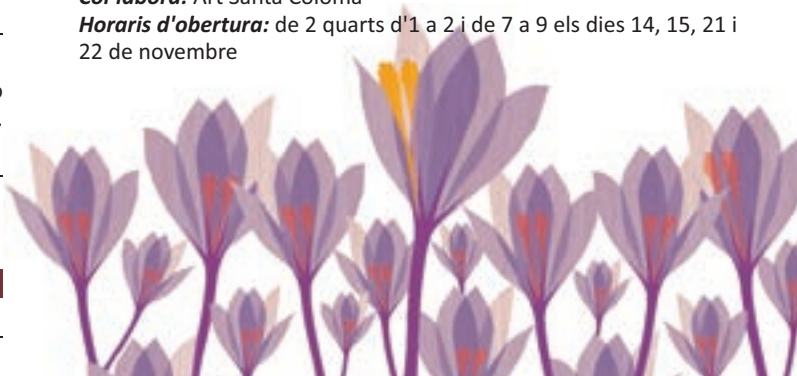 Col·labora: Art Santa Coloma
Horaris d'obertura: de 2 quarts d'1 a 2 i de 7 a 9 els dies 14, 15, 21 i
22 de novembre